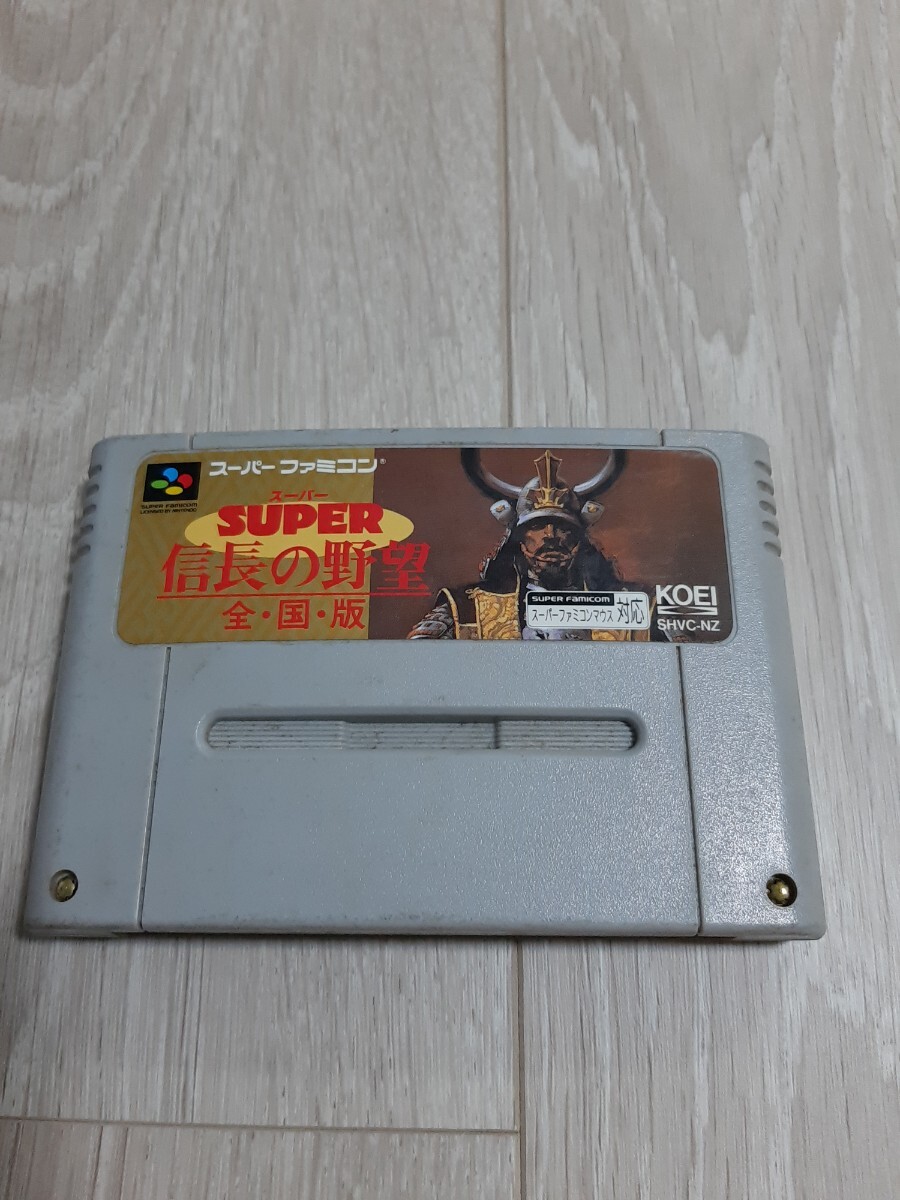 スーパーファミコン®
SUPER FAMICOM
LICENSED BY NINTENDO
スーパー
SUPER
信長の野望
全・国・版
SUPER FAMICOM
スーパーファミコンマウス 対応
KOEI
SHVC-NZ